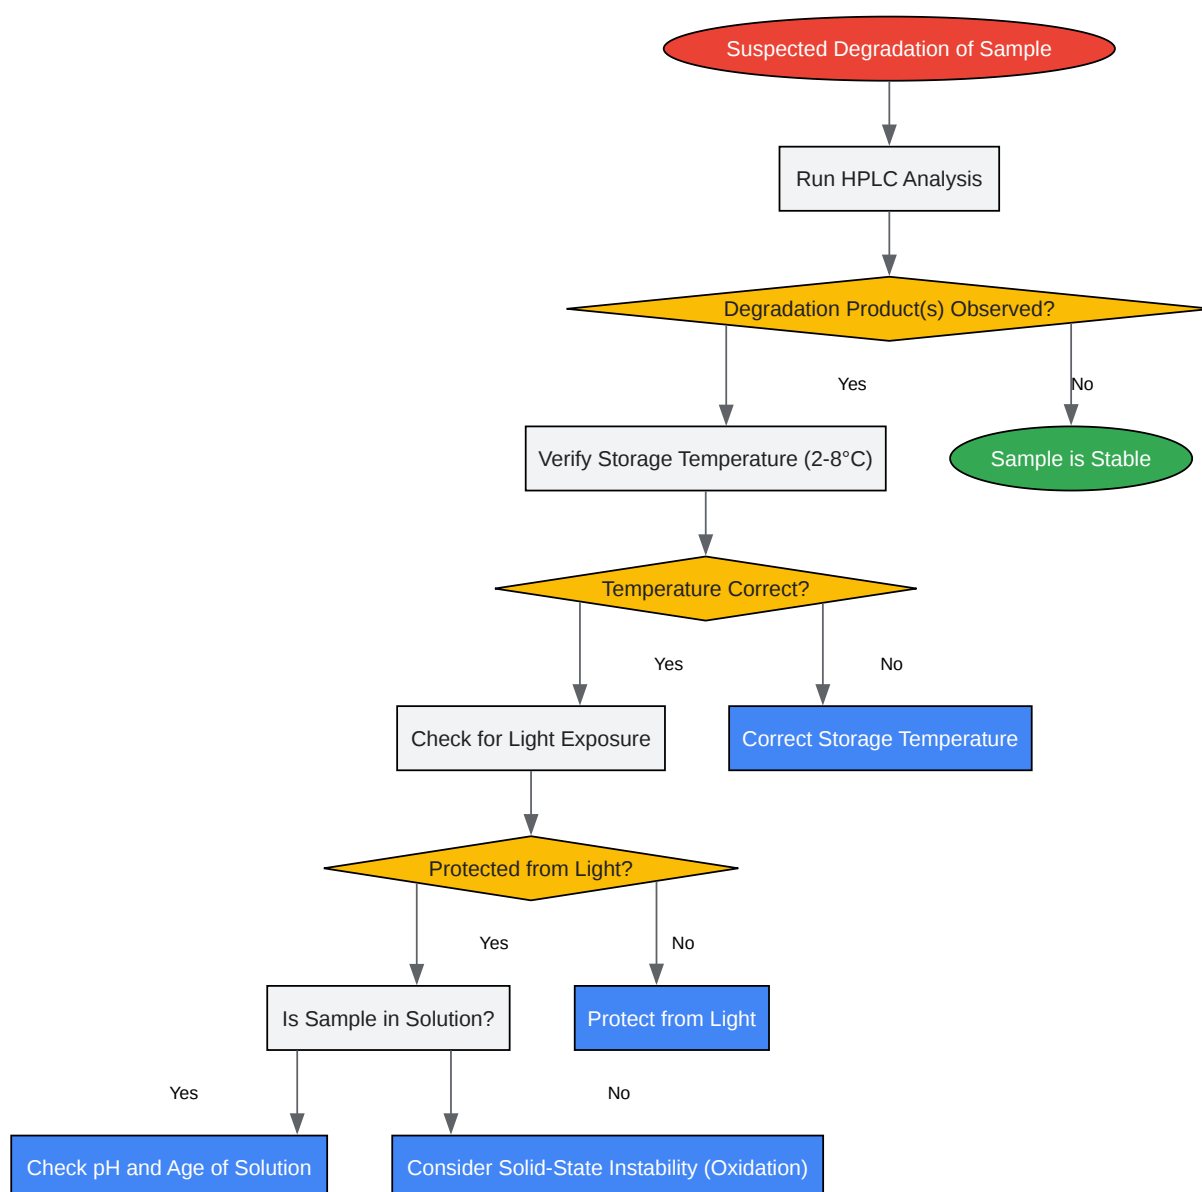 Suspected Degradation of Sample
Run HPLC Analysis
Degradation Product(s) Observed?
Yes
No
Verify Storage Temperature (2-8°C)
Sample is Stable
Temperature Correct?
Yes
No
Check for Light Exposure
Correct Storage Temperature
Protected from Light?
Yes
No
Is Sample in Solution?
Protect from Light
Yes
No
Check pH and Age of Solution
Consider Solid-State Instability (Oxidation)